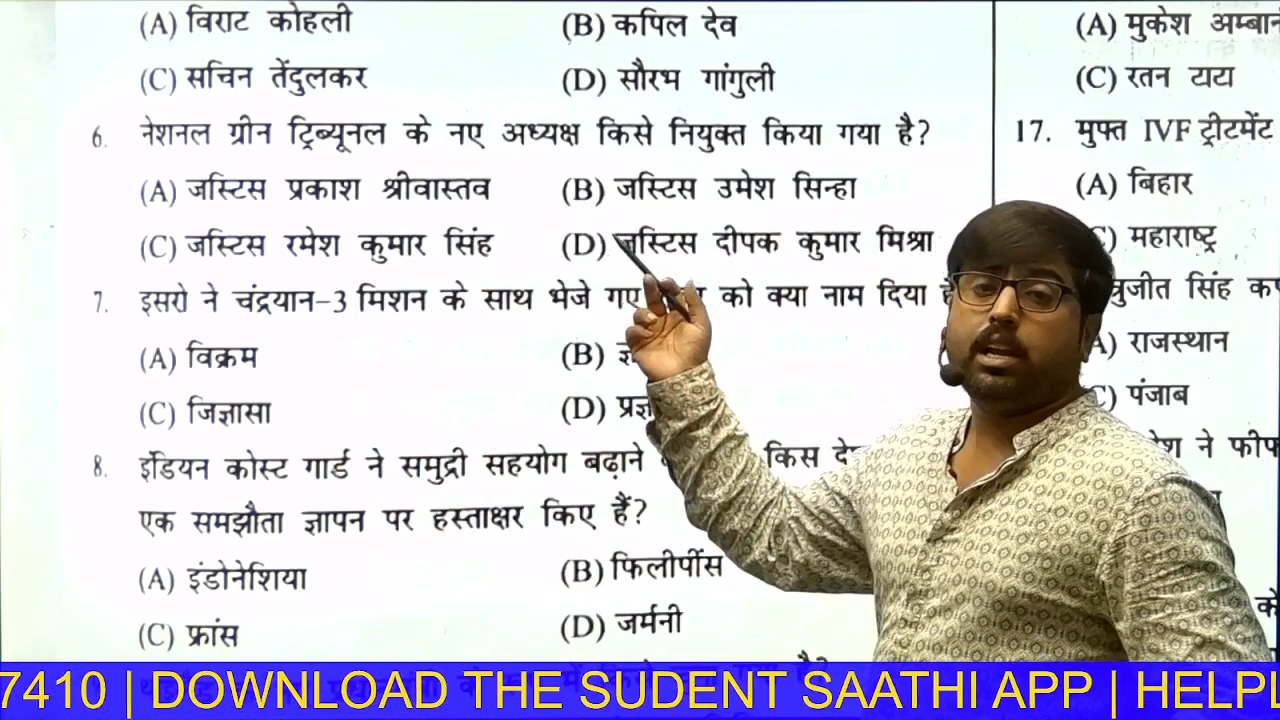 (A) विराट कोहली (B) कपिल देव
(C) सचिन तेंदुलकर (D) सौरभ गांगुली
6. नेशनल ग्रीन ट्रिब्यूनल के नए अध्यक्ष किसे नियुक्त किया गया है?
(A) जस्टिस प्रकाश श्रीवास्तव (B) जस्टिस उमेश सिन्हा
(C) जस्टिस रमेश कुमार सिंह (D) जस्टिस दीपक कुमार मिश्रा
7. इसरो ने चंद्रयान-3 मिशन के साथ भेजे गए को क्या नाम दिया
(A) विक्रम (B)
(C) जिज्ञासा (D)
8. इंडियन कोस्ट गार्ड ने समुद्री सहयोग बढ़ाने किस
एक समझौता ज्ञापन पर हस्ताक्षर किए हैं?
(A) इंडोनेशिया (B) फिलीपींस
(C) फ्रांस (D) जर्मनी
(A) मुकेश
(C) रतन टाटा
17. मुफ्त IVF ट्रीटमेंट
(A) बिहार
महाराष्ट्र
सिंह
राजस्थान
पंजाब
ने
7410 | DOWNLOAD THE SUDENT SAATHI APP | HELPL